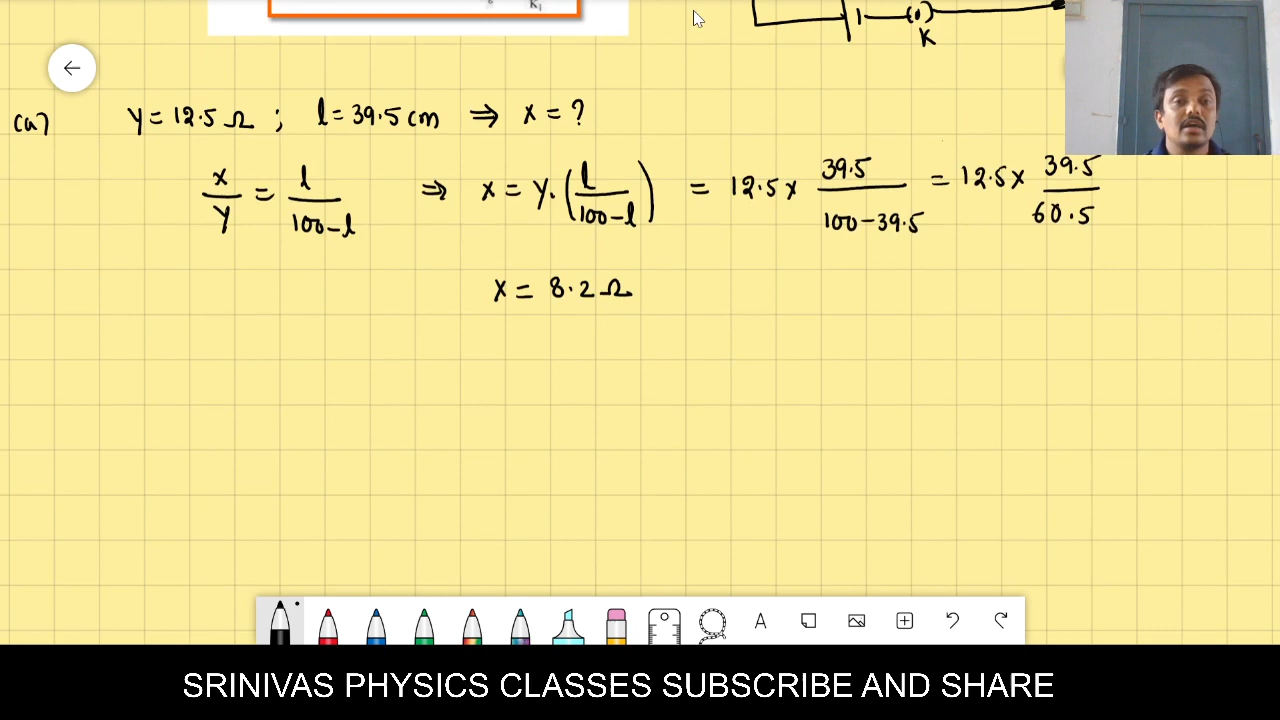 K₁
K
(a) Y = 12.5 Ω ; l = 39.5 cm ⇒ X = ?
X/Y = l/(100-l) ⇒ X = Y.(l/(100-l)) = 12.5 × 39.5/(100-39.5) = 12.5 × 39.5/60.5
X = 8.2 Ω
A
SRINIVAS PHYSICS CLASSES SUBSCRIBE AND SHARE